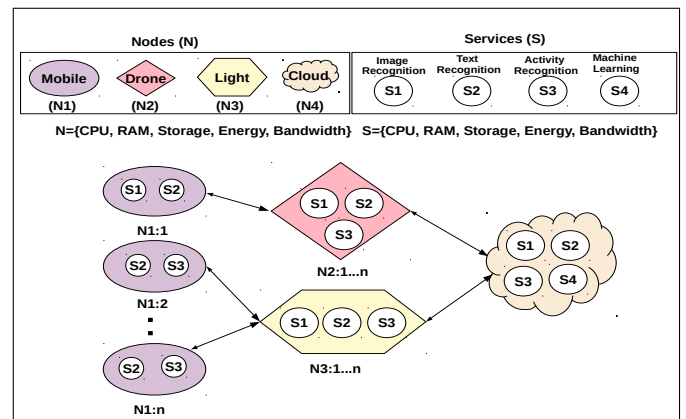 Nodes (N)
Services (S)
Mobile
Drone
Light
Cloud
(N1)
(N2)
(N3)
(N4)
Image
Recognition
Text
Recognition
Activity
Recognition
Machine
Learning
S1
S2
S3
S4
N={CPU, RAM, Storage, Energy, Bandwidth}
S={CPU, RAM, Storage, Energy, Bandwidth}
S1 S2
N1:1
S2 S3
N1:2
S2 S3
N1:n
S1 S2
S3
N2:1...n
S1 S2 S3
N3:1...n
S1 S2
S3 S4